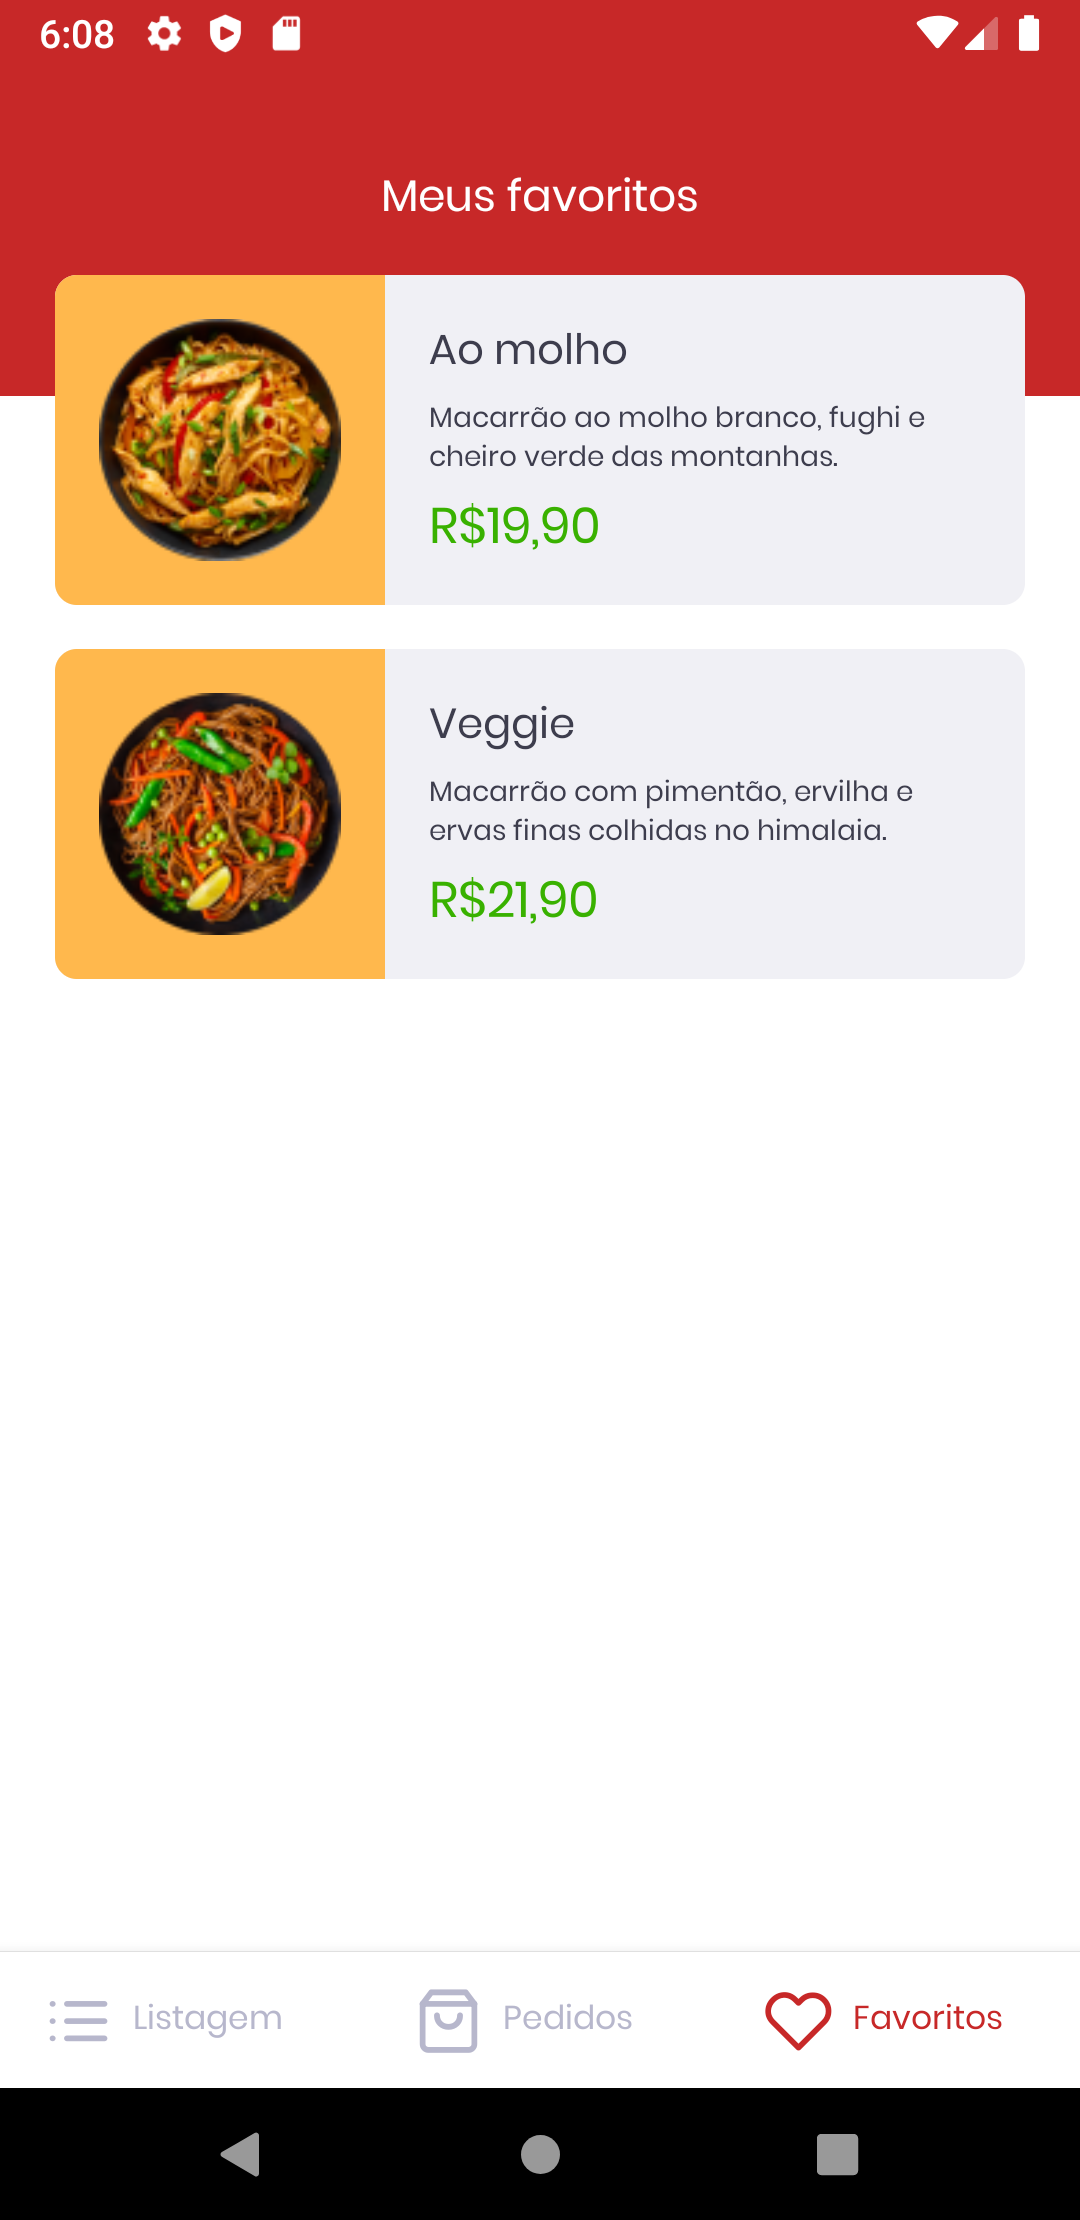 6:08
Meus favoritos
Ao molho
Macarrão ao molho branco, fughi e
cheiro verde das montanhas.
R$19,90
Veggie
Macarrão com pimentão, ervilha e
ervas finas colhidas no himalaia.
R$21,90
Listagem
Pedidos
Favoritos